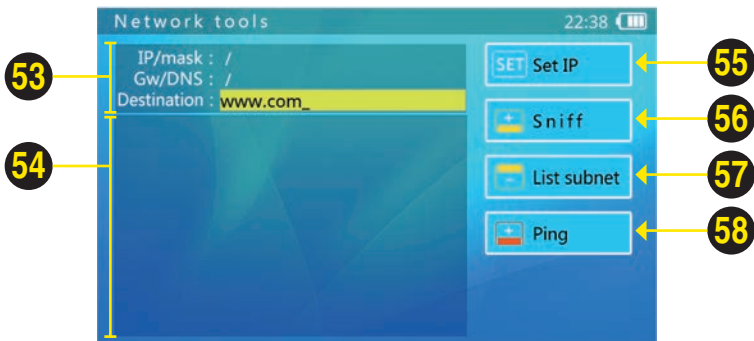 Network tools 22:38
53 IP/mask : / SET Set IP 55
Gw/DNS : /
Destination : www.com_
+ Sniff 56
54 − List subnet 57
+ Ping 58